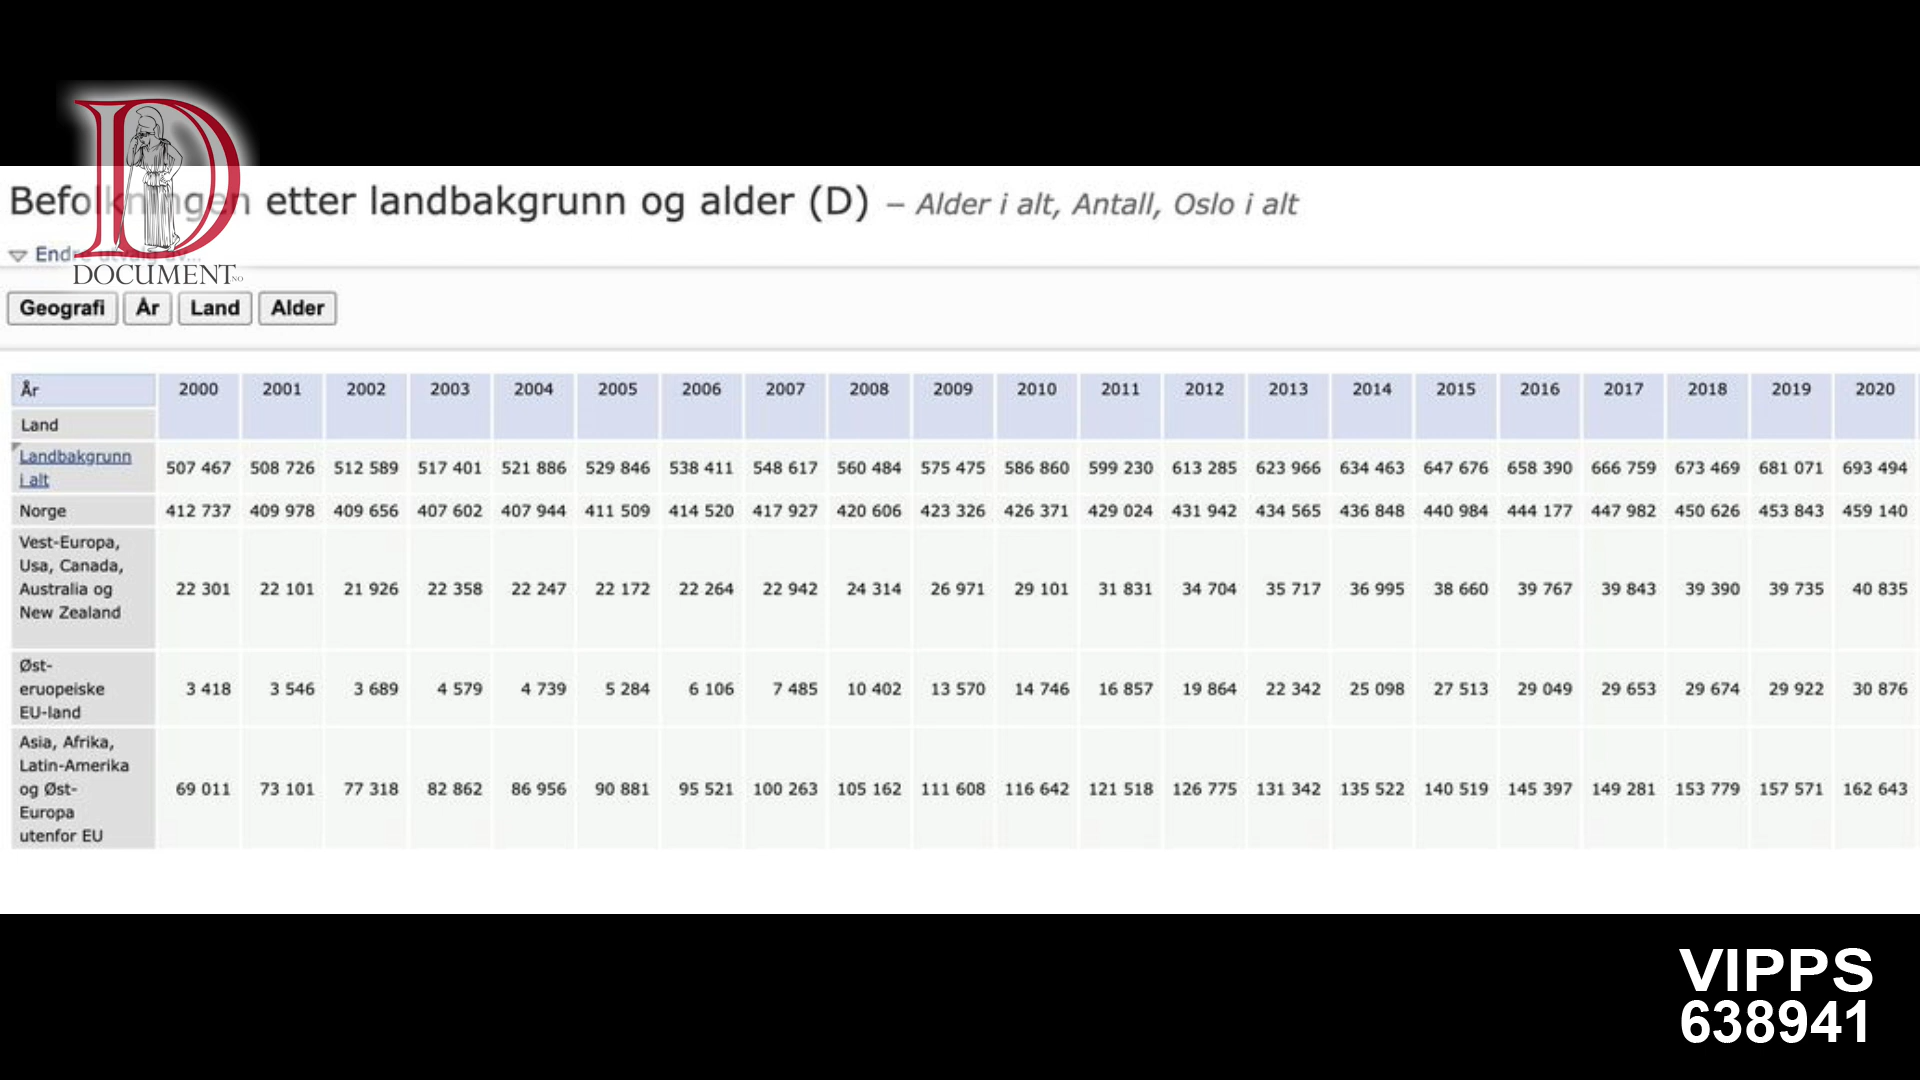 Befolkningen etter landbakgrunn og alder (D) – Alder i alt, Antall, Oslo i alt
Endre utvalg av...
DOCUMENT.NO
Geografi År Land Alder
År 2000 2001 2002 2003 2004 2005 2006 2007 2008 2009 2010 2011 2012 2013 2014 2015 2016 2017 2018 2019 2020
Land
Landbakgrunn
i alt 507 467 508 726 512 589 517 401 521 886 529 846 538 411 548 617 560 484 575 475 586 860 599 230 613 285 623 966 634 463 647 676 658 390 666 759 673 469 681 071 693 494
Norge 412 737 409 978 409 656 407 602 407 944 411 509 414 520 417 927 420 606 423 326 426 371 429 024 431 942 434 565 436 848 440 984 444 177 447 982 450 626 453 843 459 140
Vest-Europa,
Usa, Canada,
Australia og 22 301 22 101 21 926 22 358 22 247 22 172 22 264 22 942 24 314 26 971 29 101 31 831 34 704 35 717 36 995 38 660 39 767 39 843 39 390 39 735 40 835
New Zealand
Øst-
eruopeiske 3 418 3 546 3 689 4 579 4 739 5 284 6 106 7 485 10 402 13 570 14 746 16 857 19 864 22 342 25 098 27 513 29 049 29 653 29 674 29 922 30 876
EU-land
Asia, Afrika,
Latin-Amerika
og Øst- 69 011 73 101 77 318 82 862 86 956 90 881 95 521 100 263 105 162 111 608 116 642 121 518 126 775 131 342 135 522 140 519 145 397 149 281 153 779 157 571 162 643
Europa
utenfor EU
VIPPS
638941